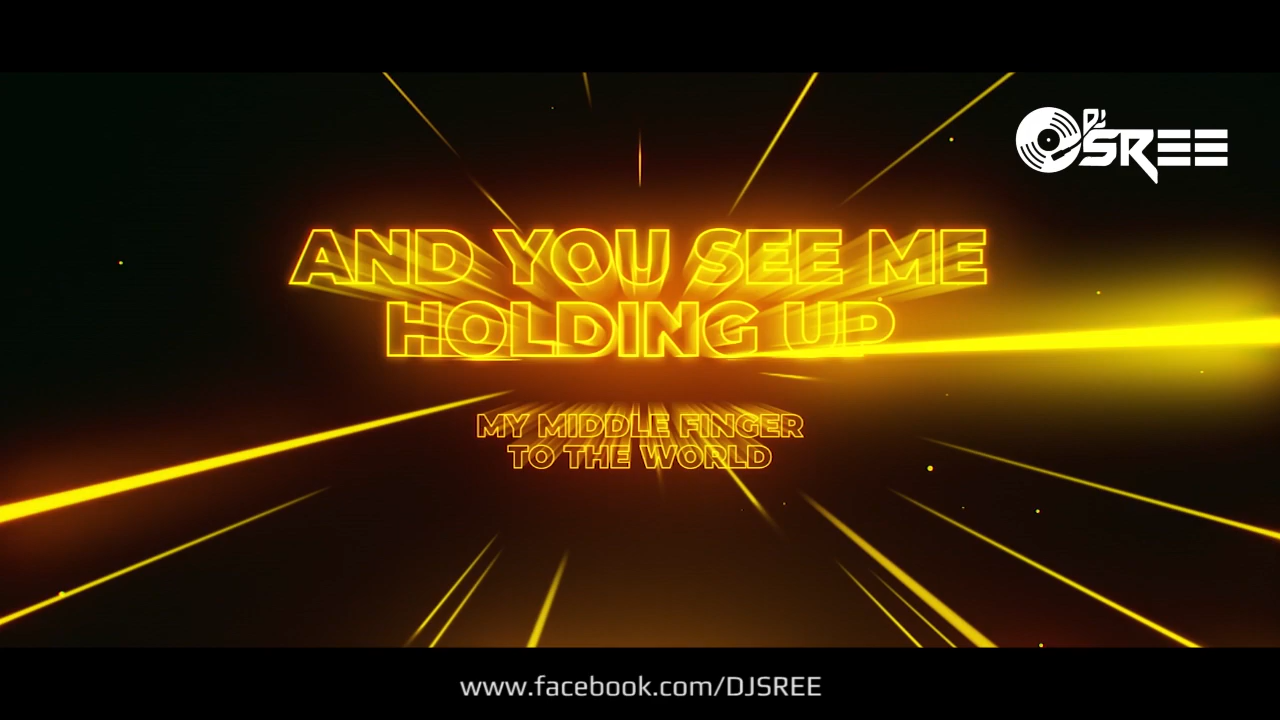 DJ
SREE
AND YOU SEE ME
HOLDING UP
MY MIDDLE FINGER
TO THE WORLD
www.facebook.com/DJSREE